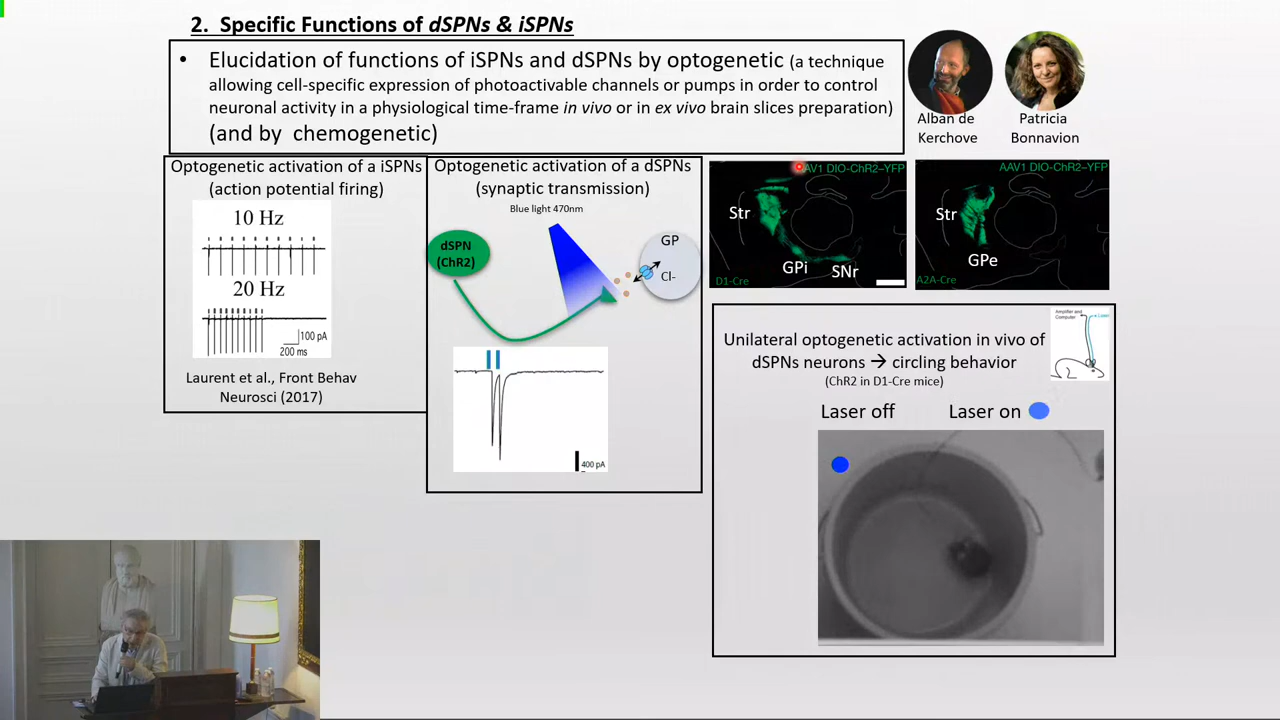 2. Specific Functions of dSPNs & iSPNs
• Elucidation of functions of iSPNs and dSPNs by optogenetic (a technique
allowing cell-specific expression of photoactivable channels or pumps in order to control
neuronal activity in a physiological time-frame in vivo or in ex vivo brain slices preparation)
(and by chemogenetic)
Alban de
Kerchove
Patricia
Bonnavion
Optogenetic activation of a iSPNs
(action potential firing)
10 Hz
20 Hz
100 pA
200 ms
Laurent et al., Front Behav
Neurosci (2017)
Optogenetic activation of a dSPNs
(synaptic transmission)
Blue light 470nm
dSPN
(ChR2)
GP
Cl-
400 pA
AAV1 DIO-ChR2–YFP
Str
GPi
SNr
D1-Cre
AAV1 DIO-ChR2–YFP
Str
GPe
A2A-Cre
Unilateral optogenetic activation in vivo of
dSPNs neurons → circling behavior
(ChR2 in D1-Cre mice)
Amplifier and
Computer
Laser off
Laser on